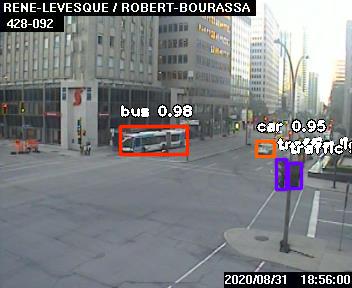 RENE-LEVESQUE / ROBERT-BOURASSA
428-092
bus 0.98
car 0.95
2020/08/31 18:56:00